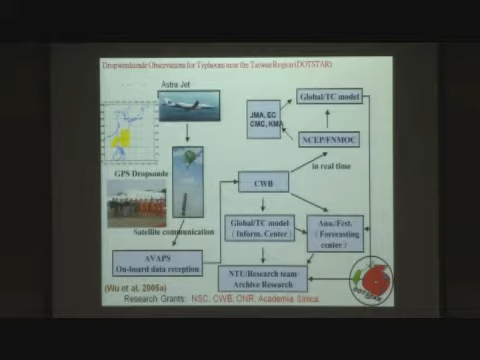 Dropwindsonde Observations for Typhoons near the Taiwan Region (DOTSTAR)
Astra Jet
Global/TC model
JMA, EC
CMC, KMA
NCEP/FNMOC
in real time
GPS Dropsonde
CWB
Satellite communication
Global/TC model
(Inform. Center)
Ana./Fcst.
(Forecasting
center)
AVAPS
On-board data reception
NTU/Research team
Archive Research
DOTSTAR
(Wu et al. 2005a)
Research Grants: NSC, CWB, ONR, Academia Sinica